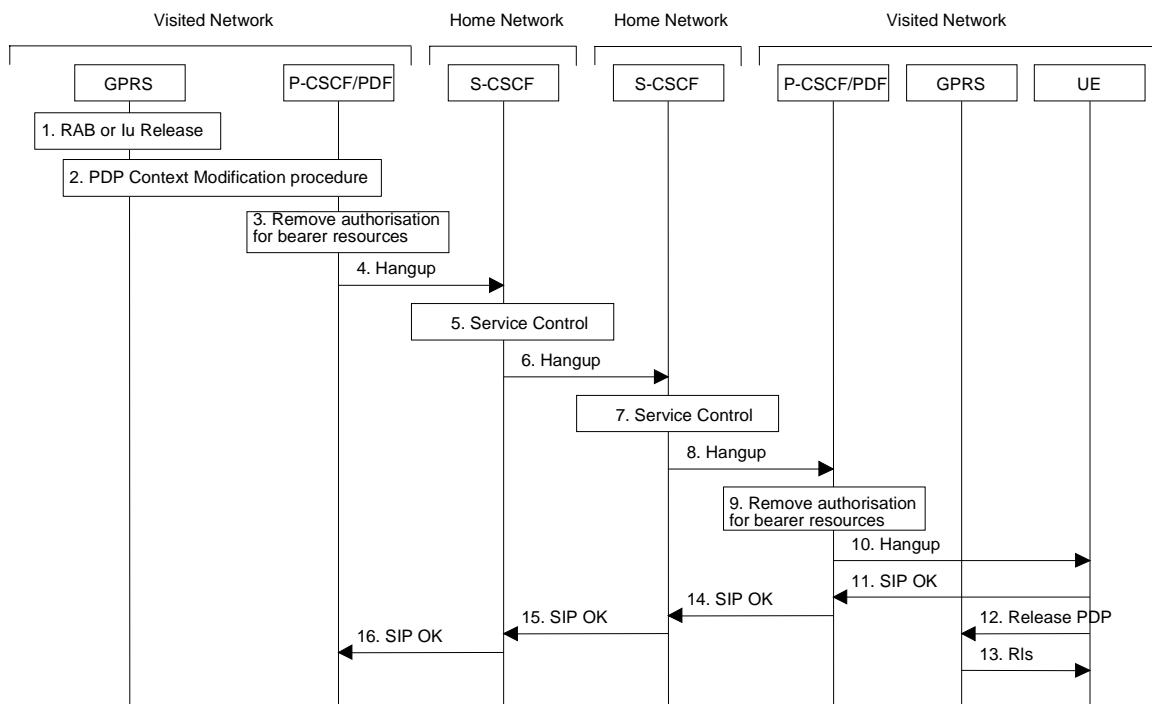 Visited Network
Home Network
Home Network
Visited Network
GPRS
P-CSCF/PDF
S-CSCF
S-CSCF
P-CSCF/PDF
GPRS
UE
1. RAB or Iu Release
2. PDP Context Modification procedure
3. Remove authorisation
for bearer resources
4. Hangup
5. Service Control
6. Hangup
7. Service Control
8. Hangup
9. Remove authorisation
for bearer resources
10. Hangup
11. SIP OK
12. Release PDP
13. Rls
14. SIP OK
15. SIP OK
16. SIP OK